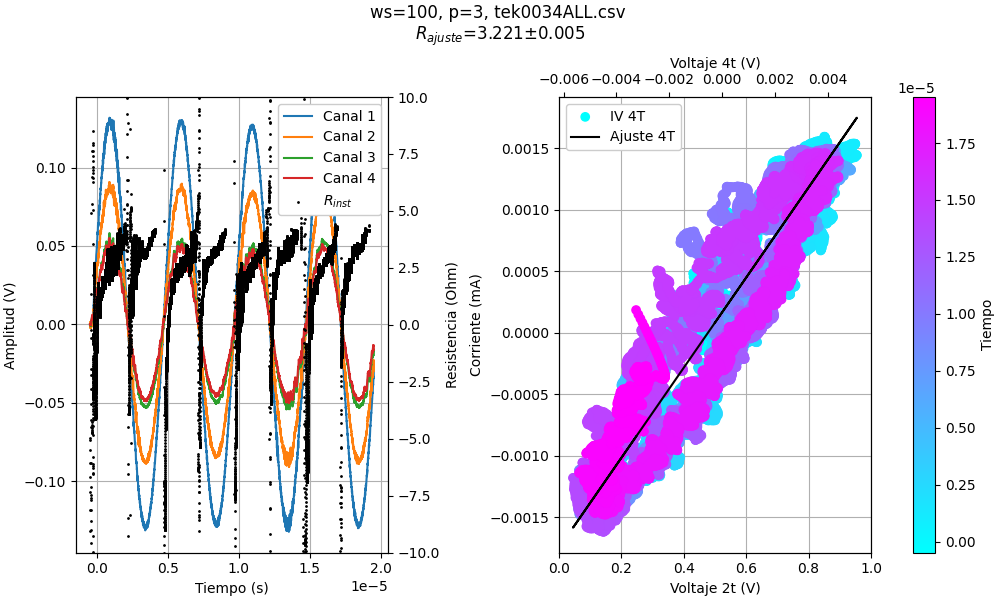 ws=100, p=3, tek0034ALL.csv
R_ajuste=3.221±0.005
Amplitud (V)
0.10
0.05
0.00
−0.05
−0.10
Canal 1
Canal 2
Canal 3
Canal 4
R_inst
10.0
7.5
5.0
2.5
0.0
−2.5
−5.0
−7.5
−10.0
Resistencia (Ohm)
0.0 0.5 1.0 1.5 2.0
1e−5
Tiempo (s)
Voltaje 4t (V)
−0.006 −0.004 −0.002 0.000 0.002 0.004
IV 4T
Ajuste 4T
Corriente (mA)
0.0015
0.0010
0.0005
0.0000
−0.0005
−0.0010
−0.0015
0.0 0.2 0.4 0.6 0.8 1.0
Voltaje 2t (V)
1e−5
1.75
1.50
1.25
1.00
0.75
0.50
0.25
0.00
Tiempo